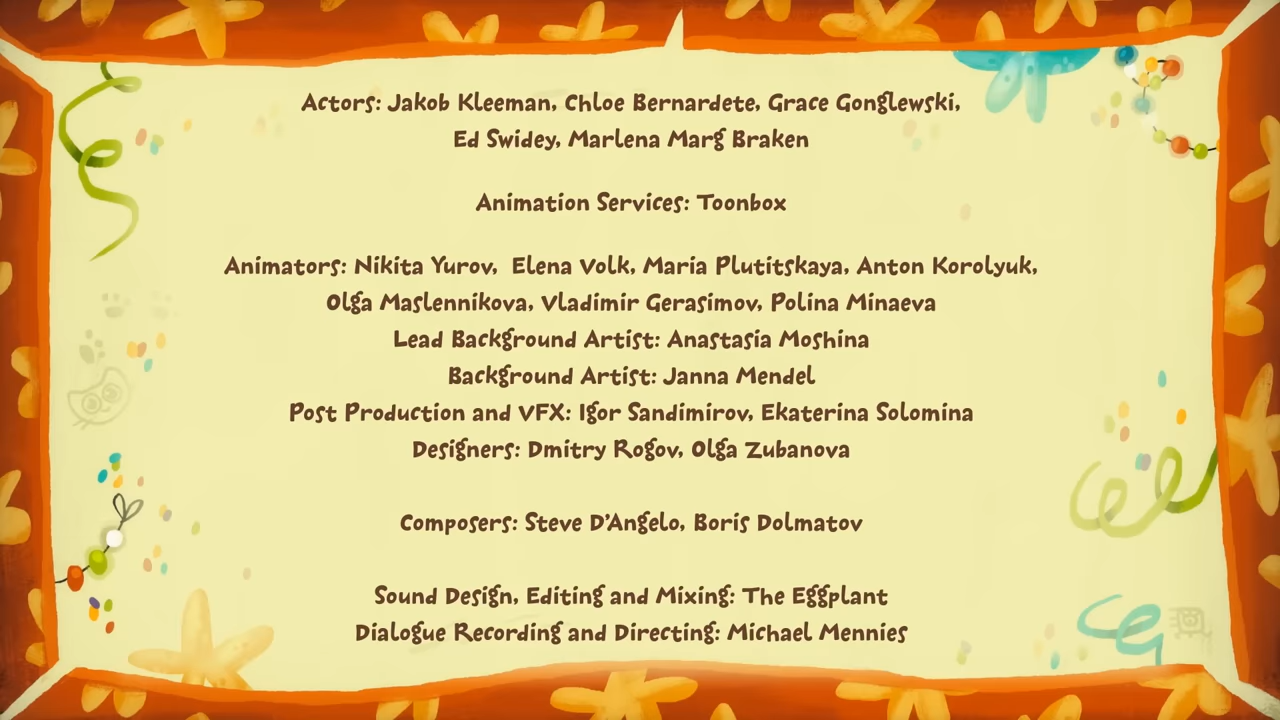 Actors: Jakob Kleeman, Chloe Bernardete, Grace Gonglewski,
Ed Swidey, Marlena Marg Braken
Animation Services: Toonbox
Animators: Nikita Yurov,  Elena Volk, Maria Plutitskaya, Anton Korolyuk,
Olga Maslennikova, Vladimir Gerasimov, Polina Minaeva
Lead Background Artist: Anastasia Moshina
Background Artist: Janna Mendel
Post Production and VFX: Igor Sandimirov, Ekaterina Solomina
Designers: Dmitry Rogov, Olga Zubanova
Composers: Steve D'Angelo, Boris Dolmatov
Sound Design, Editing and Mixing: The Eggplant
Dialogue Recording and Directing: Michael Mennies